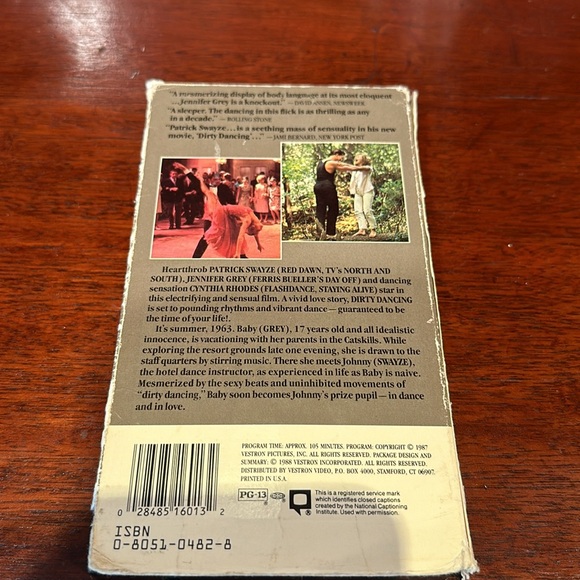 "A mesmerizing display of body language at its most eloquent
...Jennifer Grey is a knockout." — DAVID ANSEN, NEWSWEEK
"A sleeper. The dancing in this flick is as thrilling as any
in a decade." — ROLLING STONE
"Patrick Swayze... is a seething mass of sensuality in his new
movie, 'Dirty Dancing'..." — JAMI BERNARD, NEW YORK POST
Heartthrob PATRICK SWAYZE (RED DAWN, TV's NORTH AND
SOUTH), JENNIFER GREY (FERRIS BUELLER'S DAY OFF) and dancing
sensation CYNTHIA RHODES (FLASHDANCE, STAYING ALIVE) star in
this electrifying and sensual film. A vivid love story, DIRTY DANCING
is set to pounding rhythms and vibrant dance — guaranteed to be
the time of your life!.
It's summer, 1963. Baby (GREY), 17 years old and all idealistic
innocence, is vacationing with her parents in the Catskills. While
exploring the resort grounds late one evening, she is drawn to the
staff quarters by stirring music. There she meets Johnny (SWAYZE),
the hotel dance instructor, as experienced in life as Baby is naive.
Mesmerized by the sexy beats and uninhibited movements of
"dirty dancing," Baby soon becomes Johnny's prize pupil — in dance
and in love.
PROGRAM TIME: APPROX. 105 MINUTES. PROGRAM: COPYRIGHT © 1987
VESTRON PICTURES, INC. ALL RIGHTS RESERVED. PACKAGE DESIGN AND
SUMMARY: © 1988 VESTRON INCORPORATED. ALL RIGHTS RESERVED.
DISTRIBUTED BY VESTRON VIDEO, P.O. BOX 4000, STAMFORD, CT 06907.
PRINTED IN U.S.A.
PG-13
This is a registered service mark
which identifies closed captions
created by the National Captioning
Institute. Used with permission.
0 28485 16013 2
ISBN
0-8051-0482-8